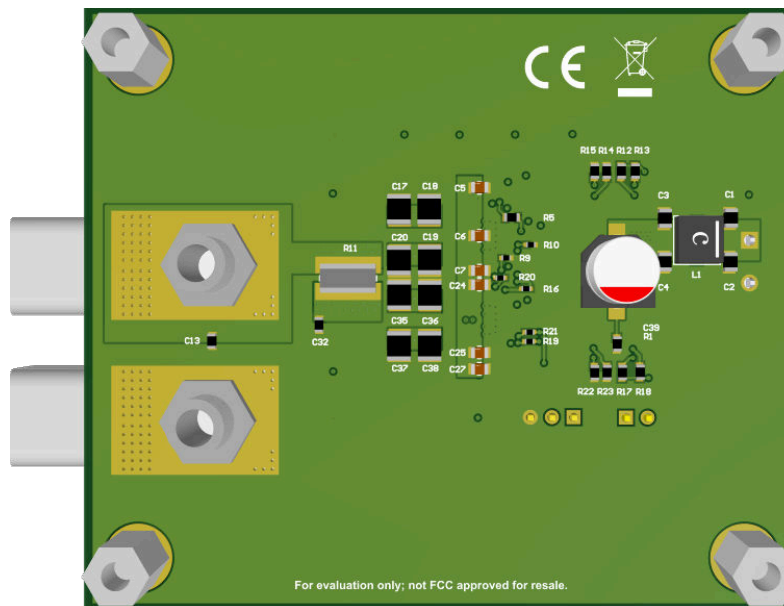 CE
R15 R14 R12 R13
C17 C18
C5
C3 C1
R5
C6
R11
C20 C19
R10
R9
C7
C24
R20
R16
C
C4 L1 C2
C35 C36
C13
C32
R21
R19
C39
R1
C25
C37 C38
C27
R22 R23 R17 R18
For evaluation only; not FCC approved for resale.